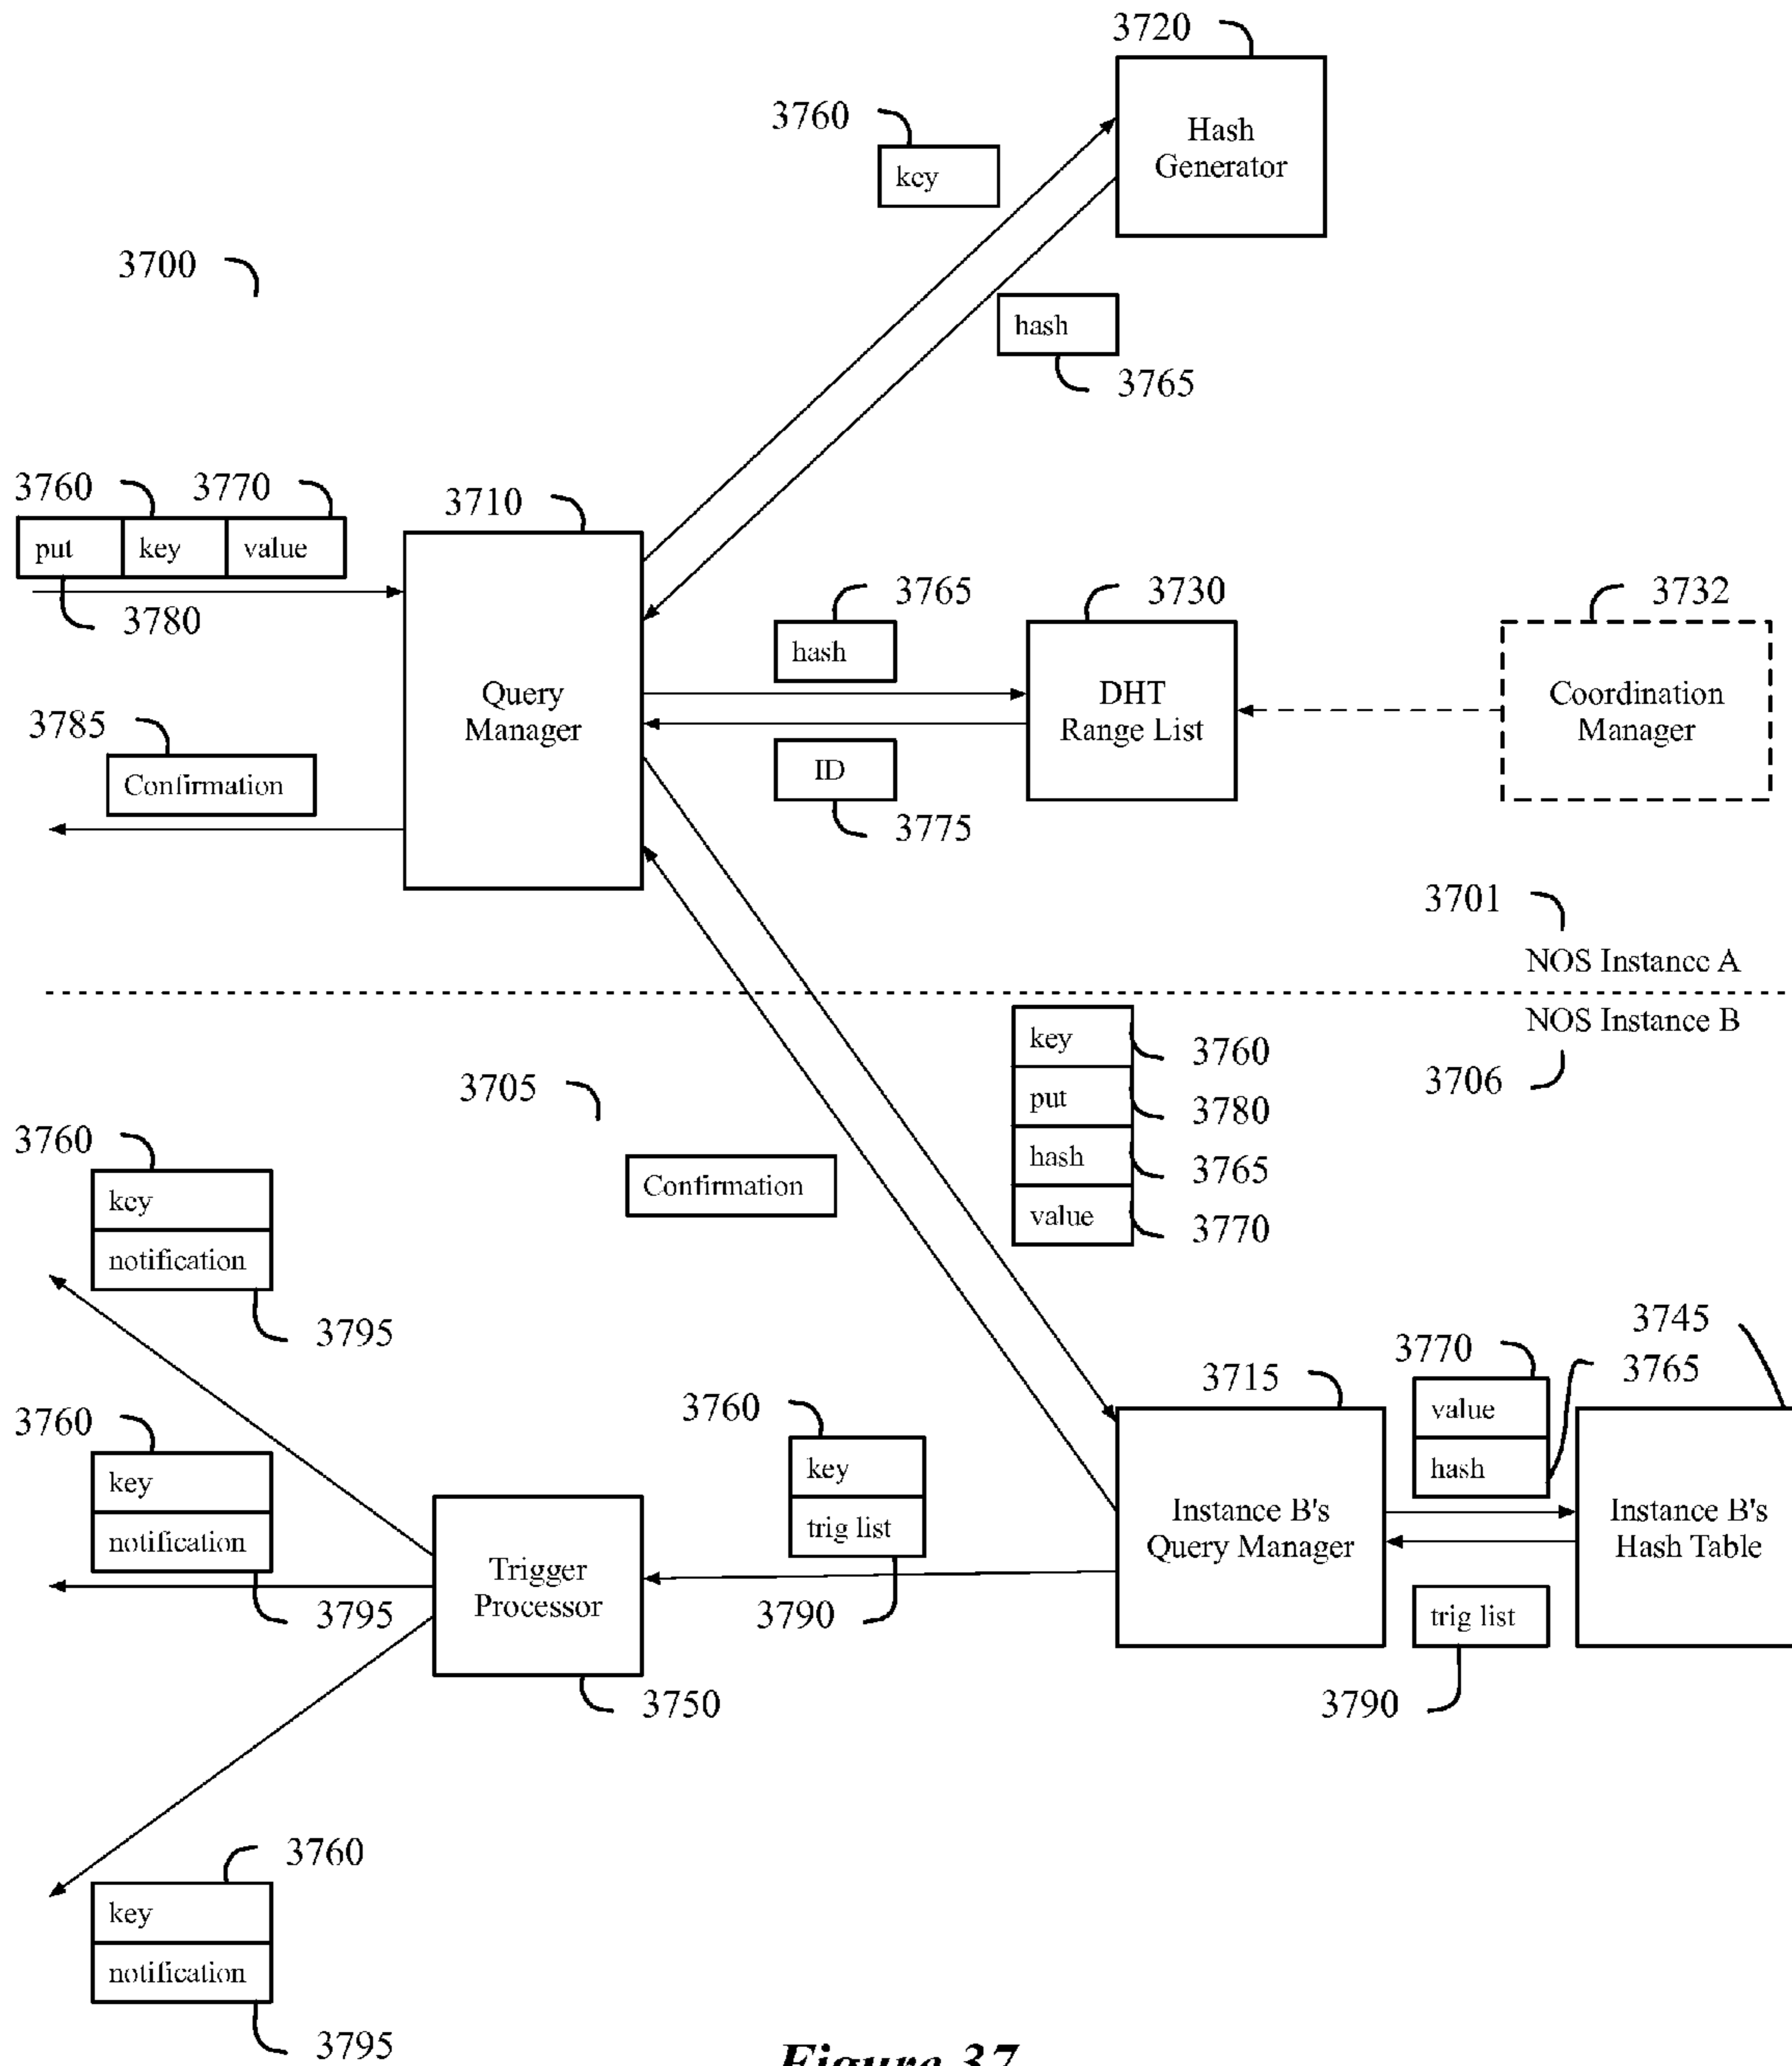 3720
Hash
Generator
3760
key
3700
hash
3765
3760
3770
put
key
value
3780
3710
Query
Manager
3765
hash
3730
DHT
Range List
3732
Coordination
Manager
ID
3775
3785
Confirmation
3701
NOS Instance A
NOS Instance B
3706
key
3760
put
3780
hash
3765
value
3770
3705
Confirmation
3760
key
notification
3795
3760
key
notification
3795
3760
key
trig list
3790
Trigger
Processor
3750
3715
Instance B's
Query Manager
3770
value
hash
3765
3745
Instance B's
Hash Table
trig list
3790
3760
key
notification
3795
Figure 37